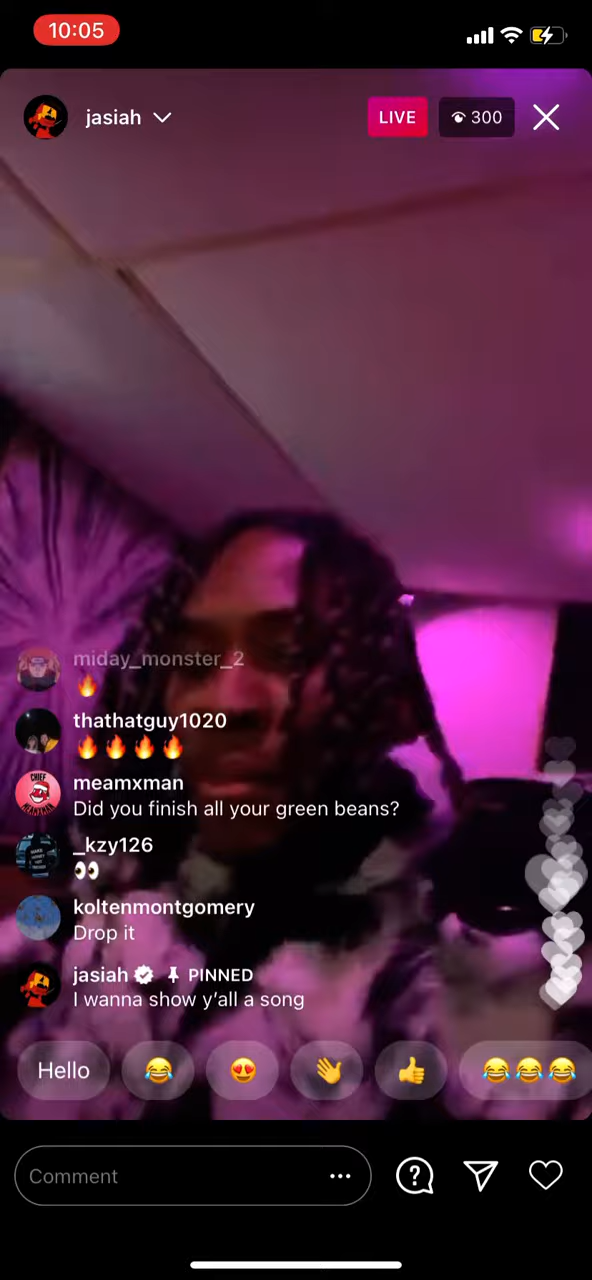 10:05
jasiah
LIVE
300
miday_monster_2
🔥
thathatguy1020
🔥🔥🔥🔥
meamxman
Did you finish all your green beans?
_kzy126
👀
koltenmontgomery
Drop it
jasiah PINNED
I wanna show y’all a song
Hello 😂 😍 👋 👍 😂😂😂
Comment